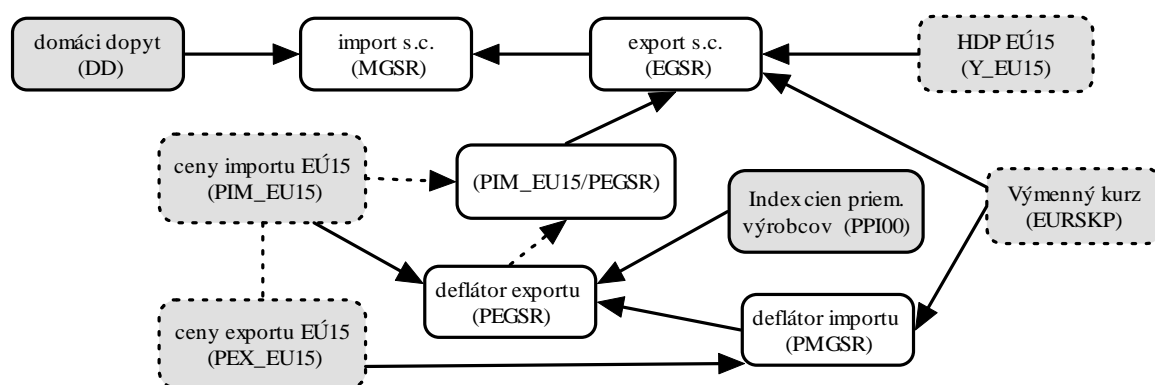 domáci dopyt
(DD)
import s.c.
(MGSR)
export s.c.
(EGSR)
HDP EÚ15
(Y_EU15)
ceny importu EÚ15
(PIM_EU15)
(PIM_EU15/PEGSR)
Index cien priem.
výrobcov (PPI00)
Výmenný kurz
(EURSKP)
deflátor exportu
(PEGSR)
ceny exportu EÚ15
(PEX_EU15)
deflátor importu
(PMGSR)